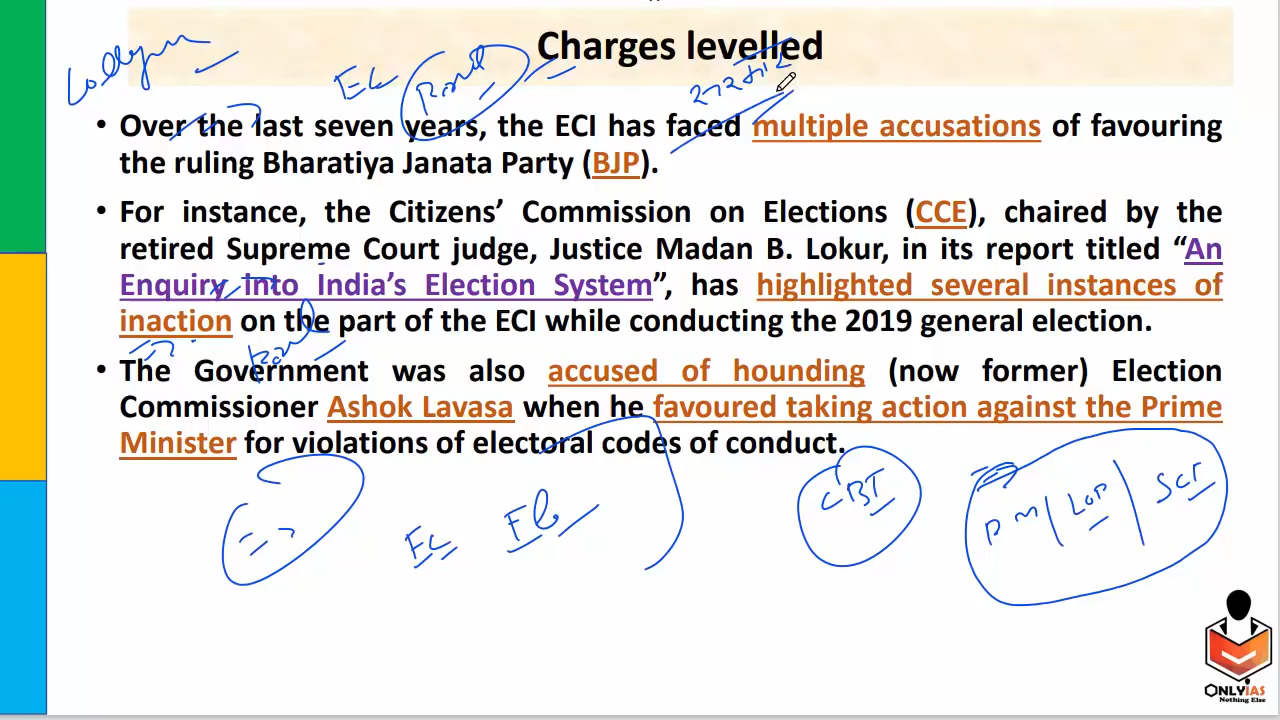 Charges levelled
EC
• Over the last seven years, the ECI has faced multiple accusations of favouring
the ruling Bharatiya Janata Party (BJP).
• For instance, the Citizens’ Commission on Elections (CCE), chaired by the
retired Supreme Court judge, Justice Madan B. Lokur, in its report titled “An
Enquiry into India’s Election System”, has highlighted several instances of
inaction on the part of the ECI while conducting the 2019 general election.
• The Government was also accused of hounding (now former) Election
Commissioner Ashok Lavasa when he favoured taking action against the Prime
Minister for violations of electoral codes of conduct.
PM / LOP / SCI
EC
ONLYIAS
Nothing Else